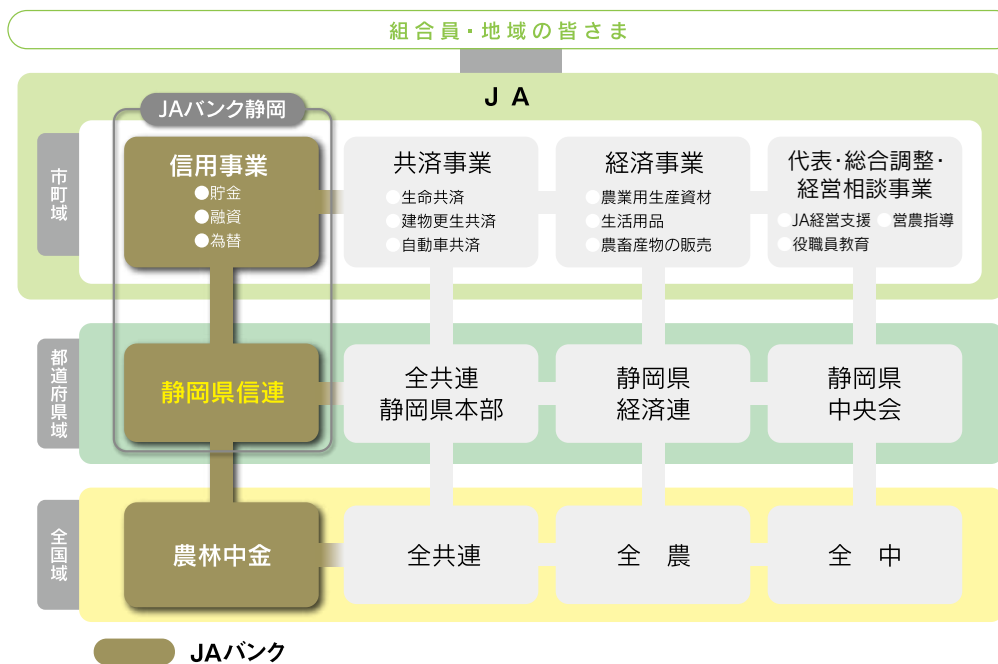 組合員・地域の皆さま
JA
JAバンク静岡
市町域
信用事業
●貯金
●融資
●為替
共済事業
●生命共済
●建物更生共済
●自動車共済
経済事業
●農業用生産資材
●生活用品
●農畜産物の販売
代表・総合調整・
経営相談事業
●JA経営支援 ●営農指導
●役職員教育
都道府県域
静岡県信連
全共連
静岡県本部
静岡県
経済連
静岡県
中央会
全国域
農林中金
全共連
全 農
全 中
JAバンク